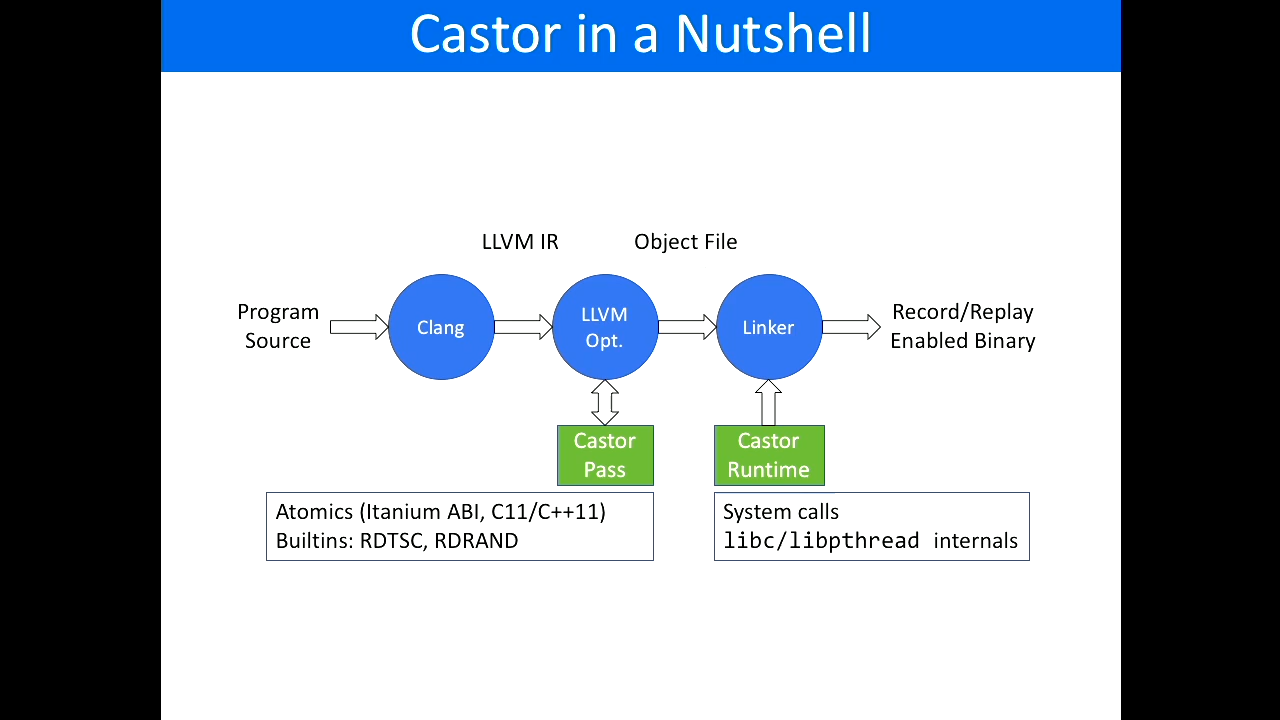 Castor in a Nutshell
LLVM IR
Object File
Program
Source
Clang
LLVM
Opt.
Linker
Record/Replay
Enabled Binary
Castor
Pass
Castor
Runtime
Atomics (Itanium ABI, C11/C++11)
Builtins: RDTSC, RDRAND
System calls
libc/libpthread internals